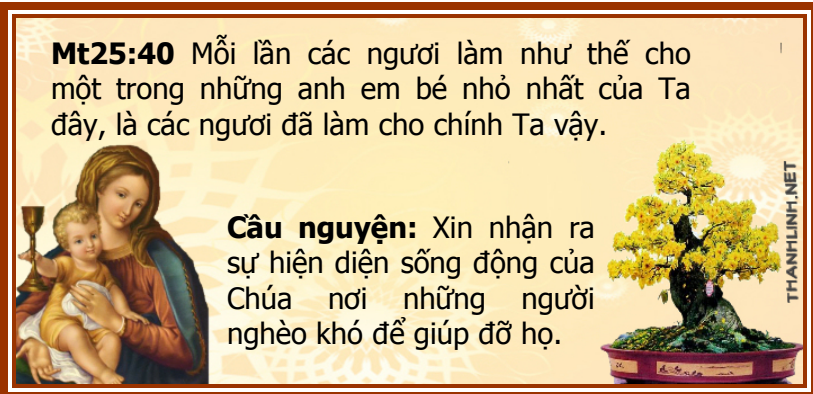 Mt25:40 Mỗi lần các ngươi làm như thế cho
một trong những anh em bé nhỏ nhất của Ta
đây, là các ngươi đã làm cho chính Ta vậy.
Cầu nguyện: Xin nhận ra
sự hiện diện sống động của
Chúa nơi những người
nghèo khó để giúp đỡ họ.
THANHLINH.NET